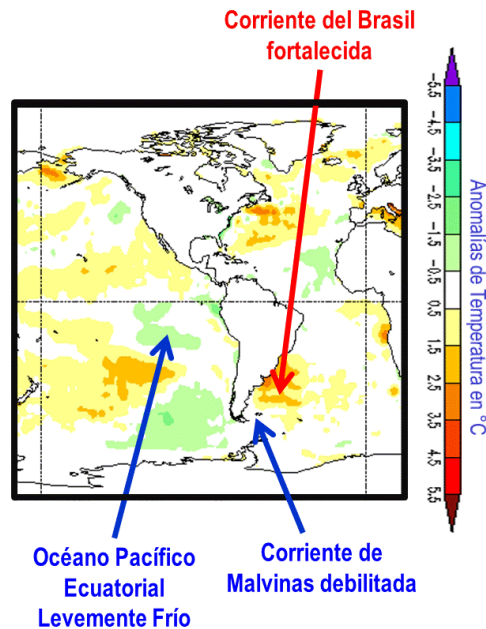 Corriente del Brasil
fortalecida
-5.5
-4.5
-3.5
-2.5
-1.5
-0.5
0.5
1.5
2.5
3.5
4.5
5.5
Anomalías de Temperatura en °C
Océano Pacífico
Ecuatorial
Levemente Frío
Corriente de
Malvinas debilitada